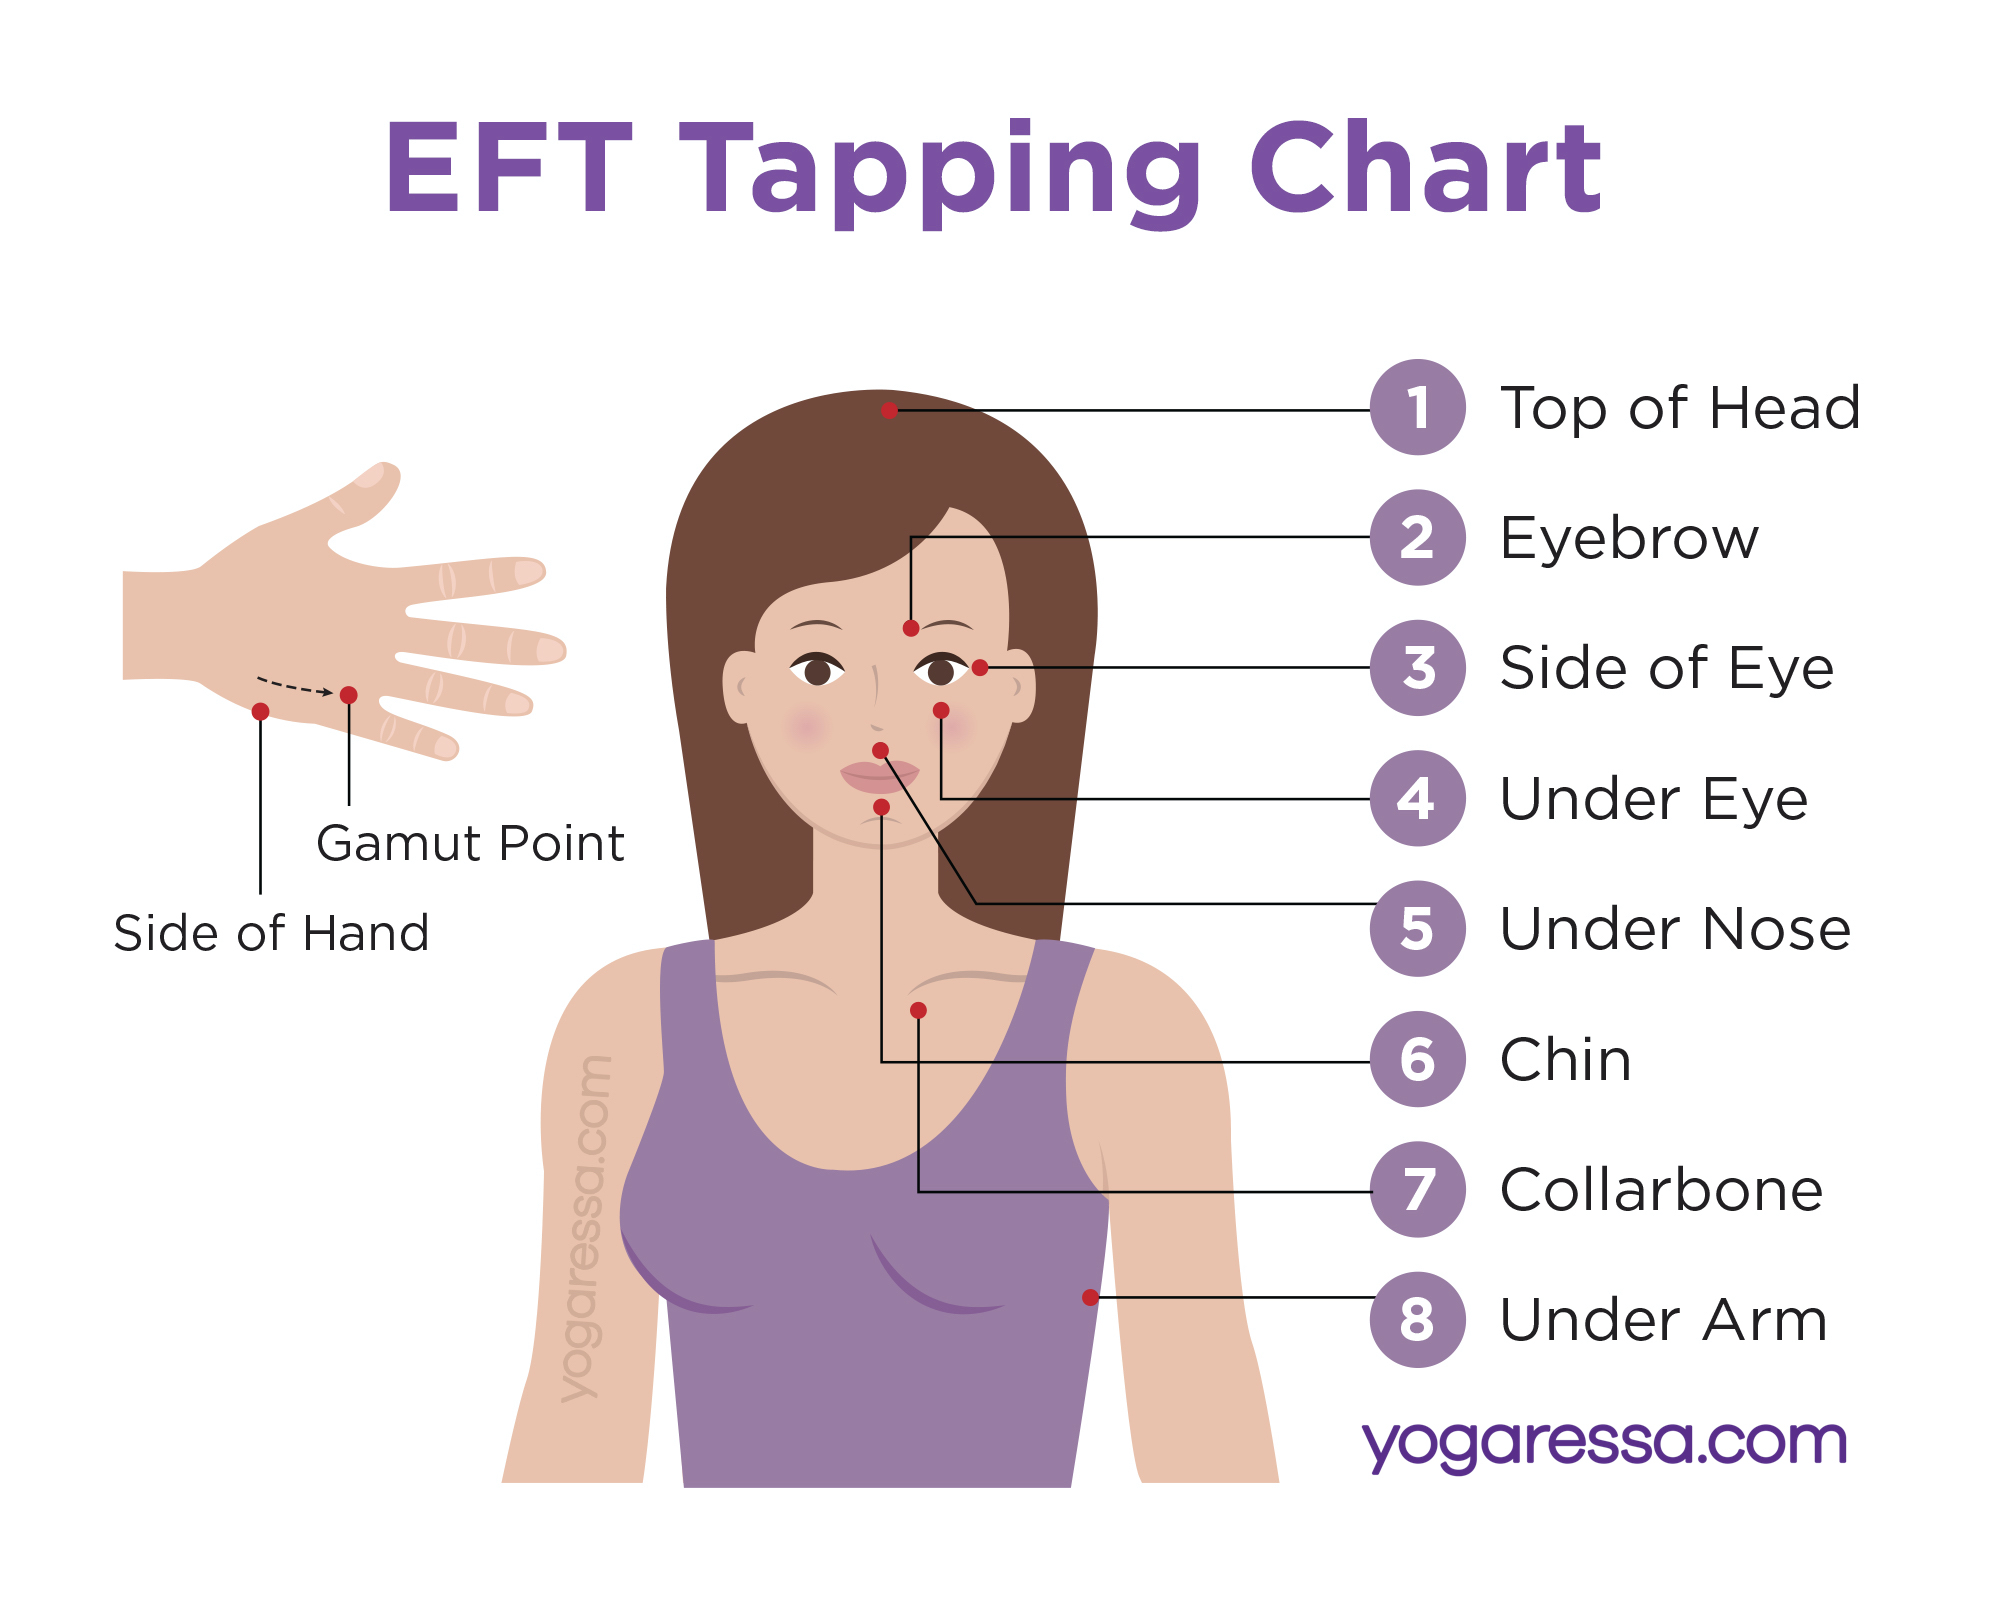 EFT Tapping Chart
1 Top of Head
2 Eyebrow
3 Side of Eye
4 Under Eye
5 Under Nose
6 Chin
7 Collarbone
8 Under Arm
Gamut Point
Side of Hand
yogaressa.com
yogaressa.com